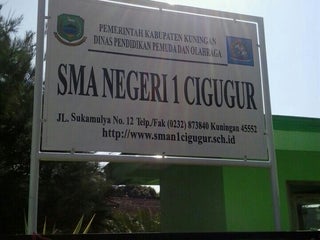 PEMERINTAH KABUPATEN KUNINGAN
DINAS PENDIDIKAN PEMUDA DAN OLAHRAGA
SMA NEGERI 1 CIGUGUR
JL. Sukamulya No. 12 Telp./Fak (0232) 873840 Kuningan 45552
http://www.sman1cigugur.sch.id